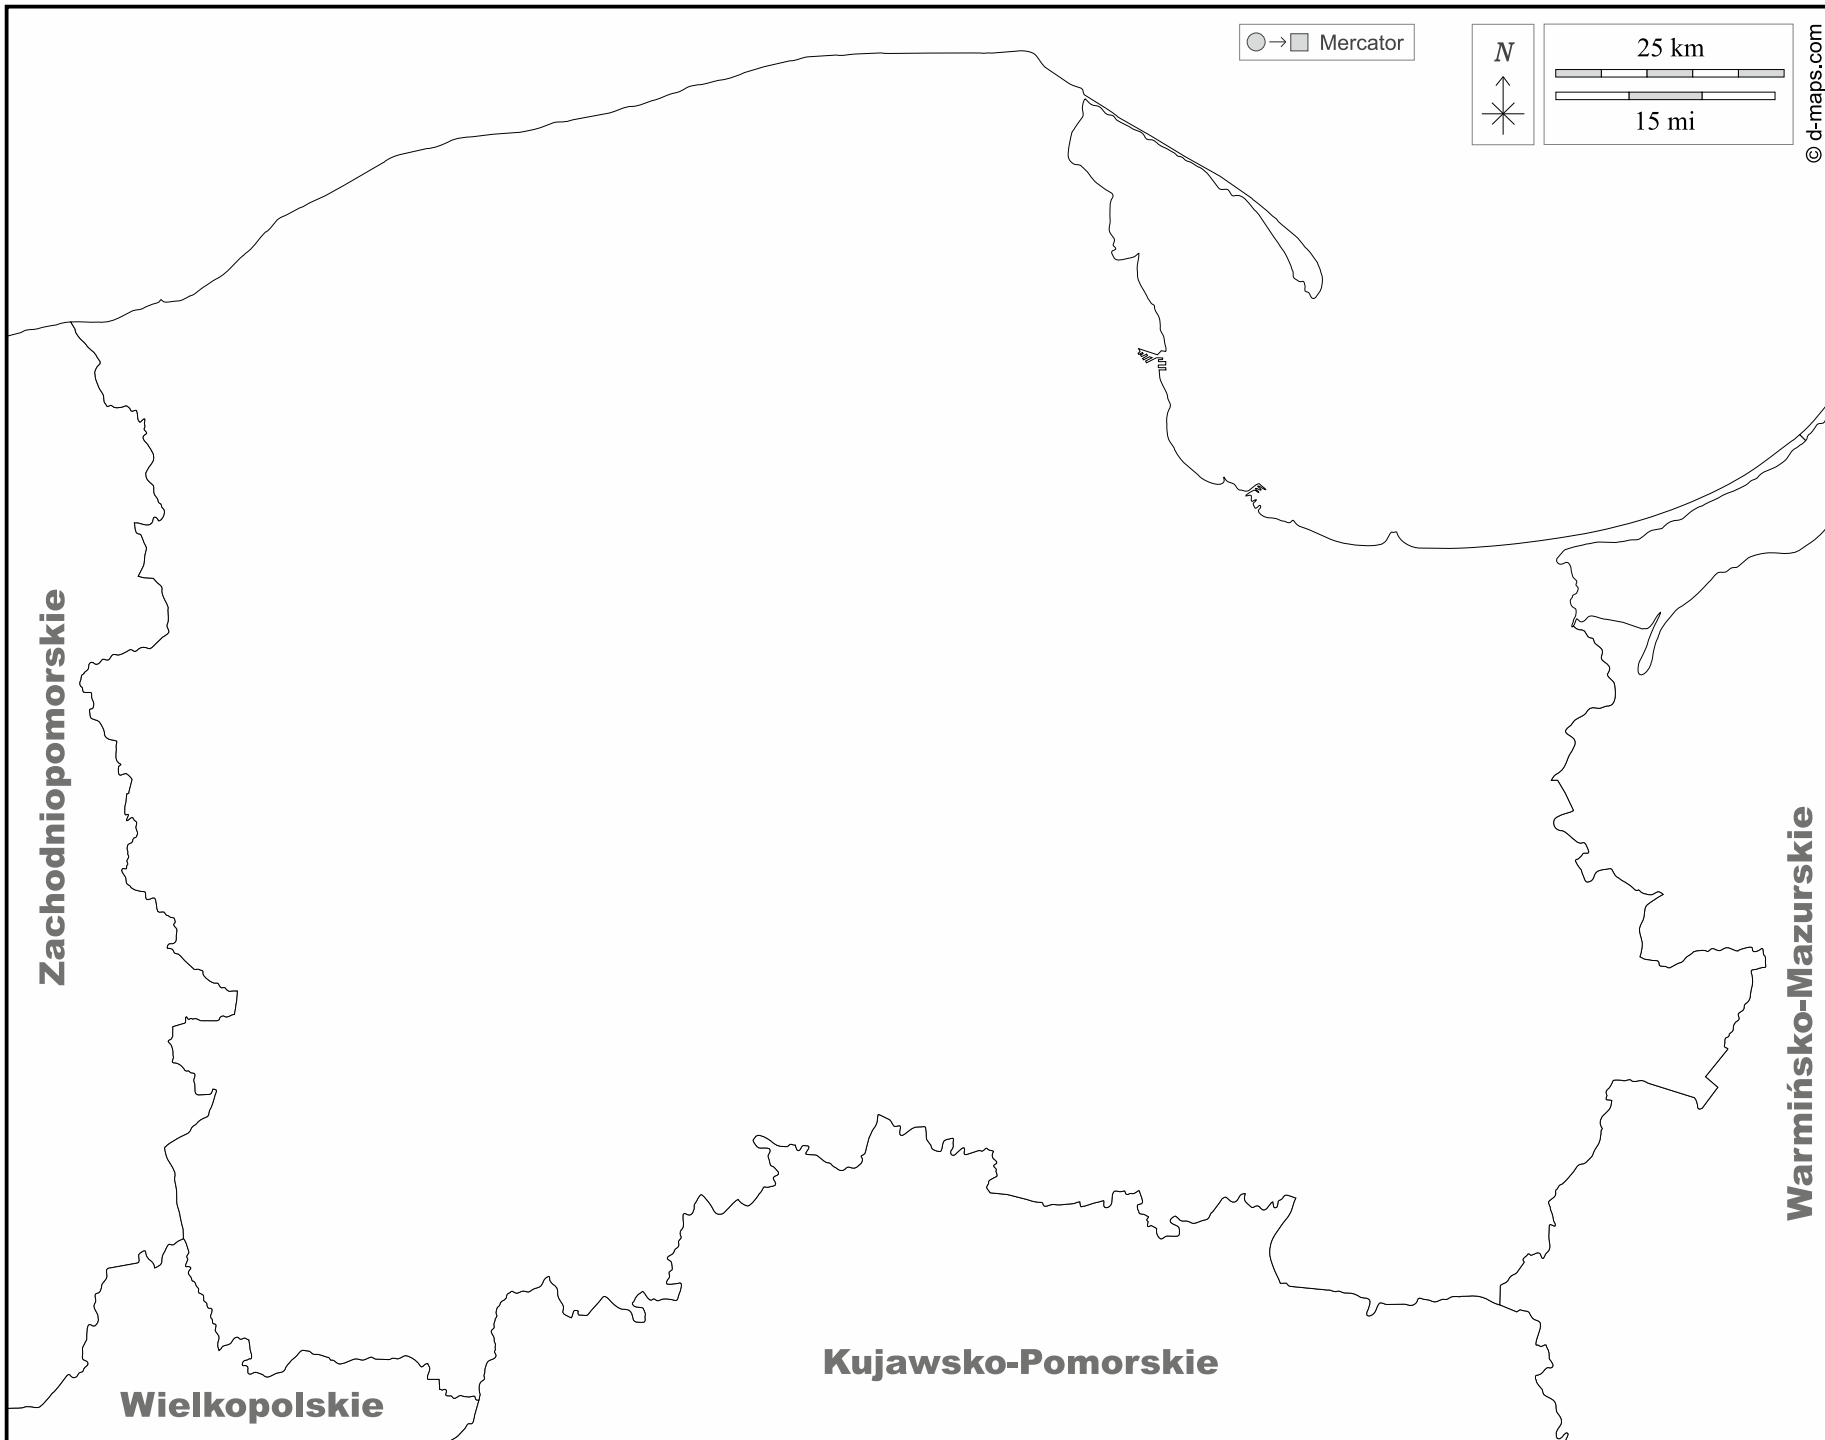 Mercator
N
25 km
15 mi
© d-maps.com
Zachodniopomorskie
Warmińsko-Mazurskie
Kujawsko-Pomorskie
Wielkopolskie